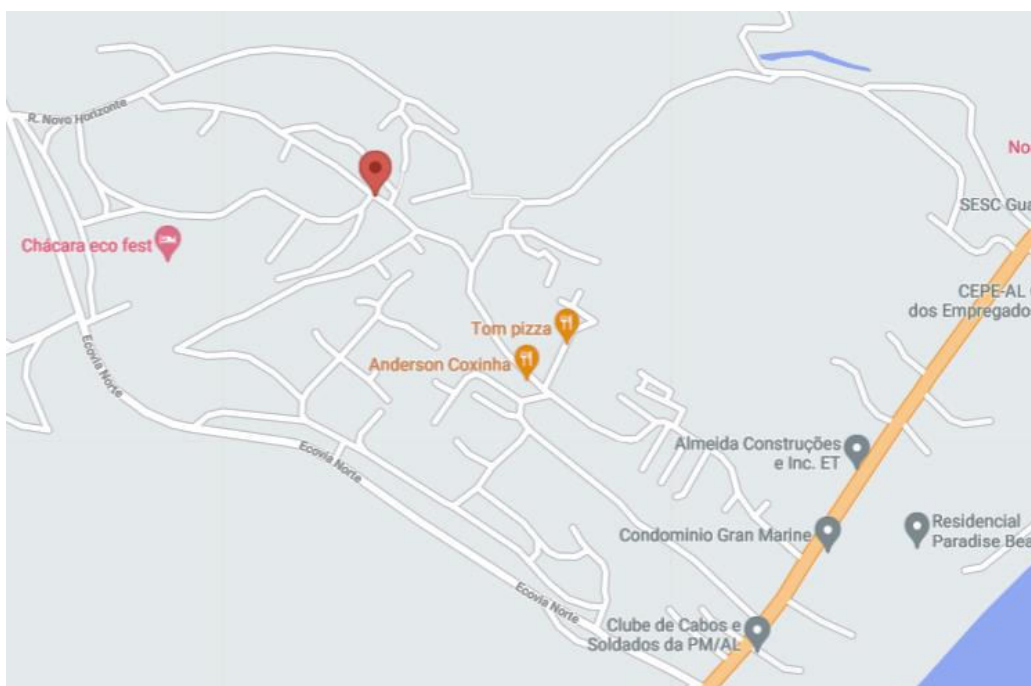 R. Novo Horizonte
No
SESC Gua
Chácara eco fest
CEPE-AL
dos Empregado
Tom pizza
Ecovia Norte
Anderson Coxinha
Almeida Construções
e Inc. ET
Ecovia Norte
Condominio Gran Marine
Residencial
Paradise Bea
Ecovia Norte
Clube de Cabos e
Soldados da PM/AL